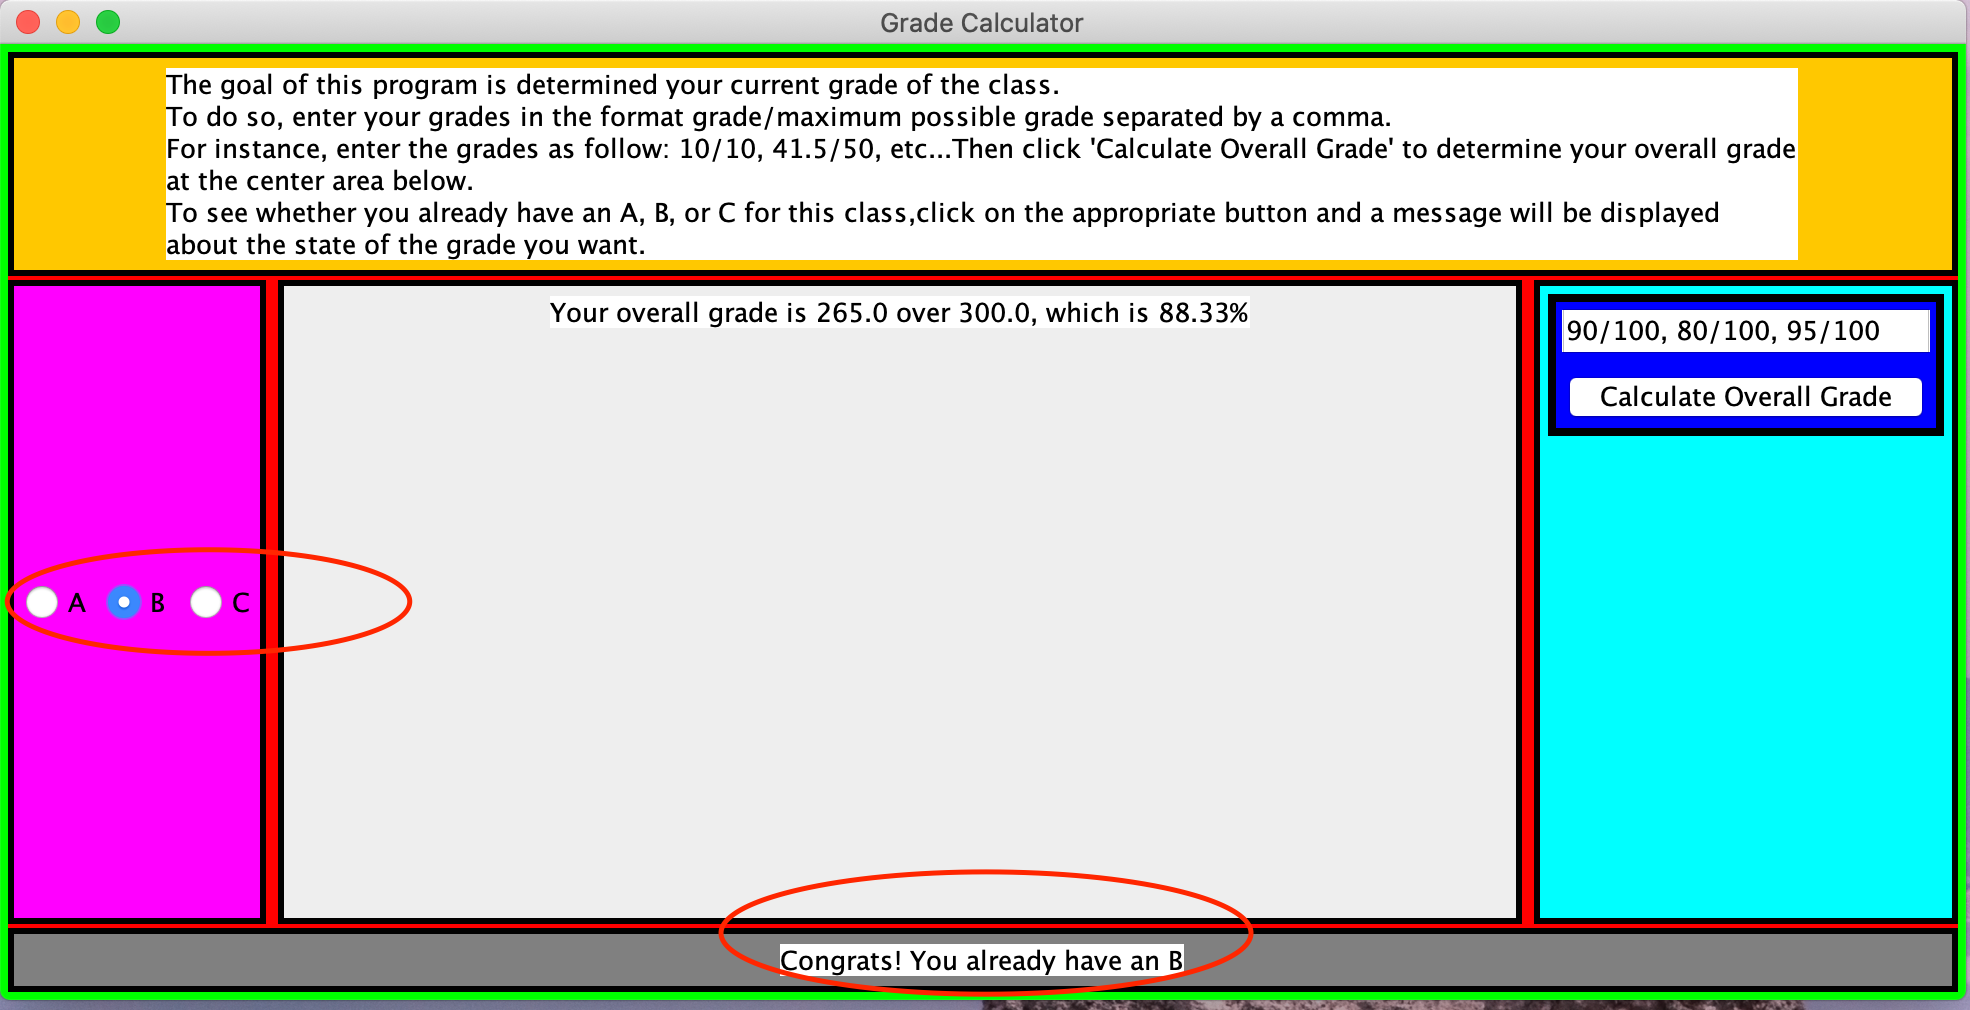 Grade Calculator
The goal of this program is determined your current grade of the class.
To do so, enter your grades in the format grade/maximum possible grade separated by a comma.
For instance, enter the grades as follow: 10/10, 41.5/50, etc...Then click 'Calculate Overall Grade' to determine your overall grade
at the center area below.
To see whether you already have an A, B, or C for this class,click on the appropriate button and a message will be displayed
about the state of the grade you want.
Your overall grade is 265.0 over 300.0, which is 88.33%
90/100, 80/100, 95/100
Calculate Overall Grade
A B C
Congrats! You already have an B